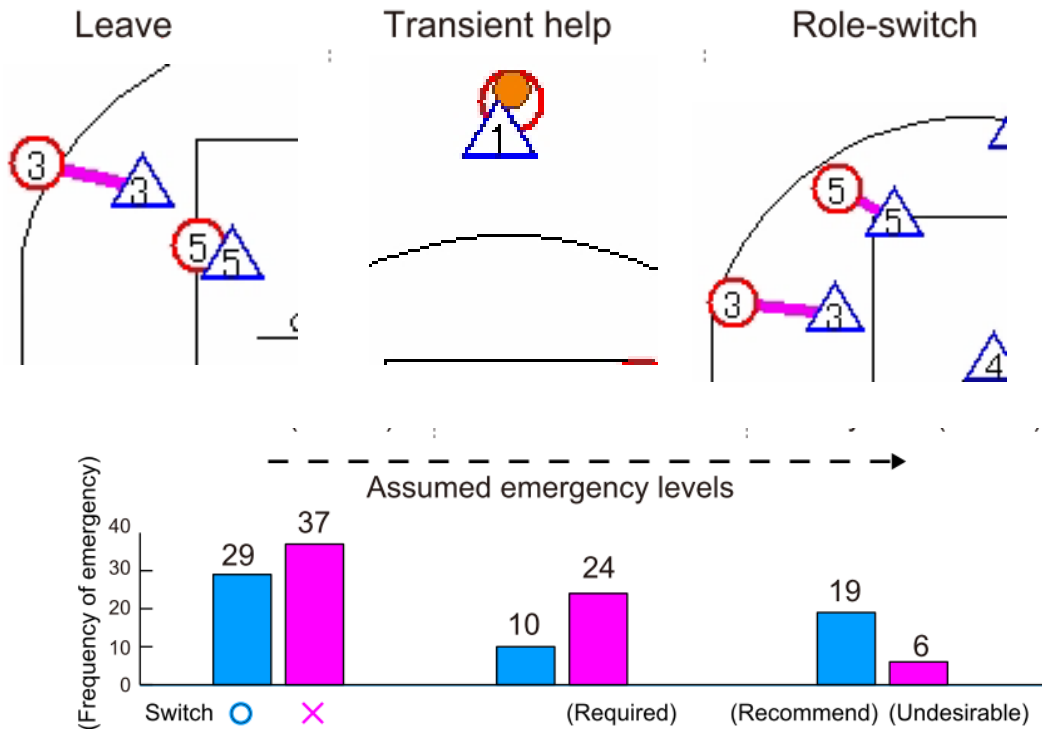 Leave Transient help Role-switch
3 3 5 5
1
5 5
3 3
4
Assumed emergency levels
(Frequency of emergency)
40
30
20
10
0
29 37 10 24 19 6
Switch ○ × (Required) (Recommend) (Undesirable)